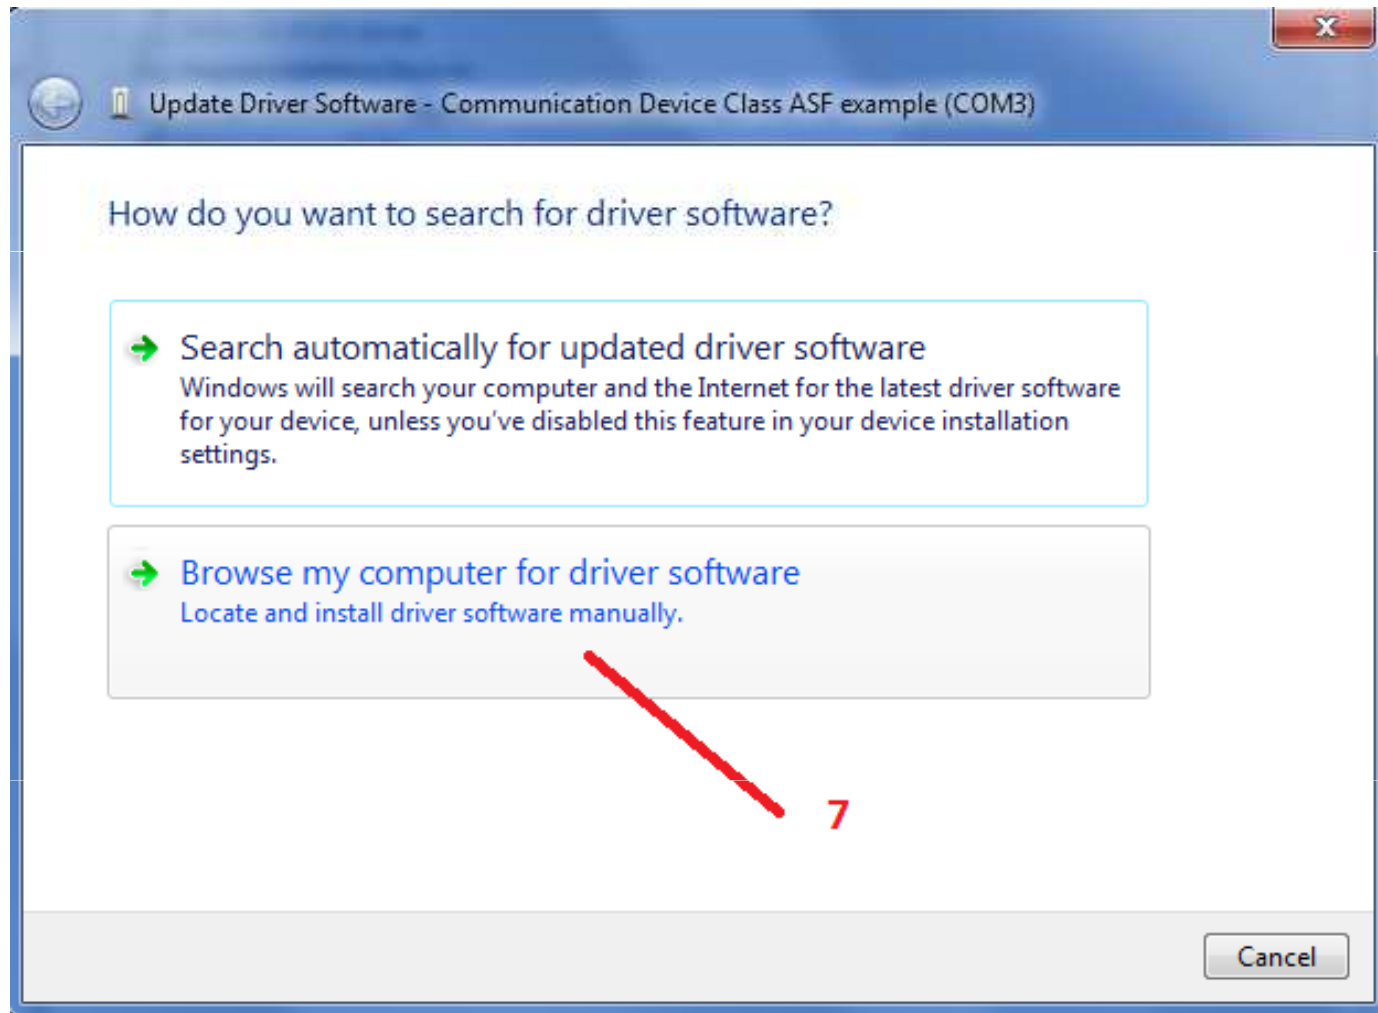 x
Update Driver Software - Communication Device Class ASF example (COM3)
How do you want to search for driver software?
Search automatically for updated driver software
Windows will search your computer and the Internet for the latest driver software
for your device, unless you've disabled this feature in your device installation
settings.
Browse my computer for driver software
Locate and install driver software manually.
7
Cancel